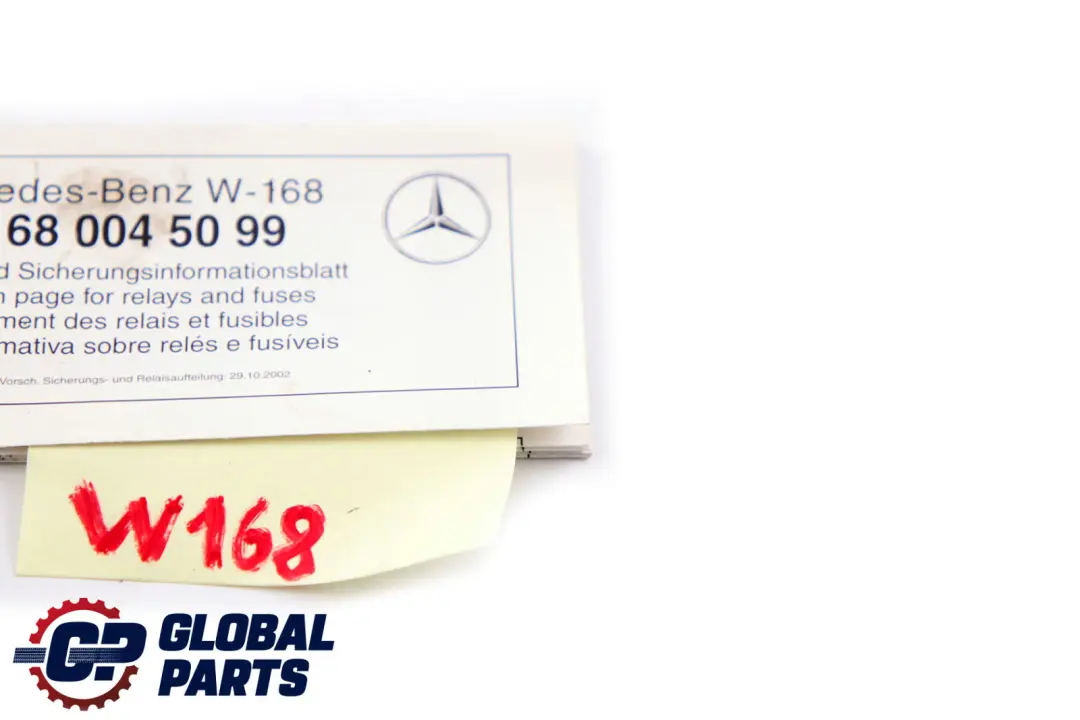 edes-Benz W-168
68 004 50 99
d Sicherungsinformationsblatt
n page for relays and fuses
ment des relais et fusibles
mativa sobre relés e fusíveis
Vorsch. Sicherungs- und Relaisaufteilung: 29.10.2002
W168
GP GLOBAL
PARTS